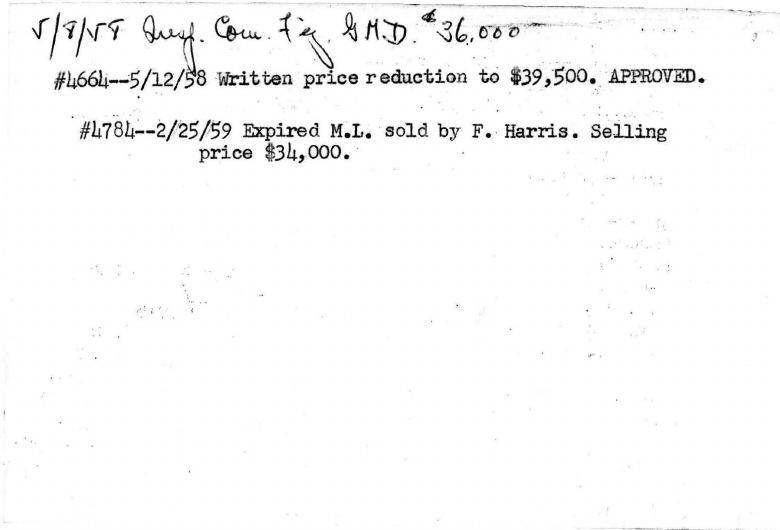 5/8/58 Insp. Com. Fig. G.M.D. $36,000
#4664--5/12/58 Written price reduction to $39,500. APPROVED.
#4784--2/25/59 Expired M.L. sold by F. Harris. Selling
price $34,000.